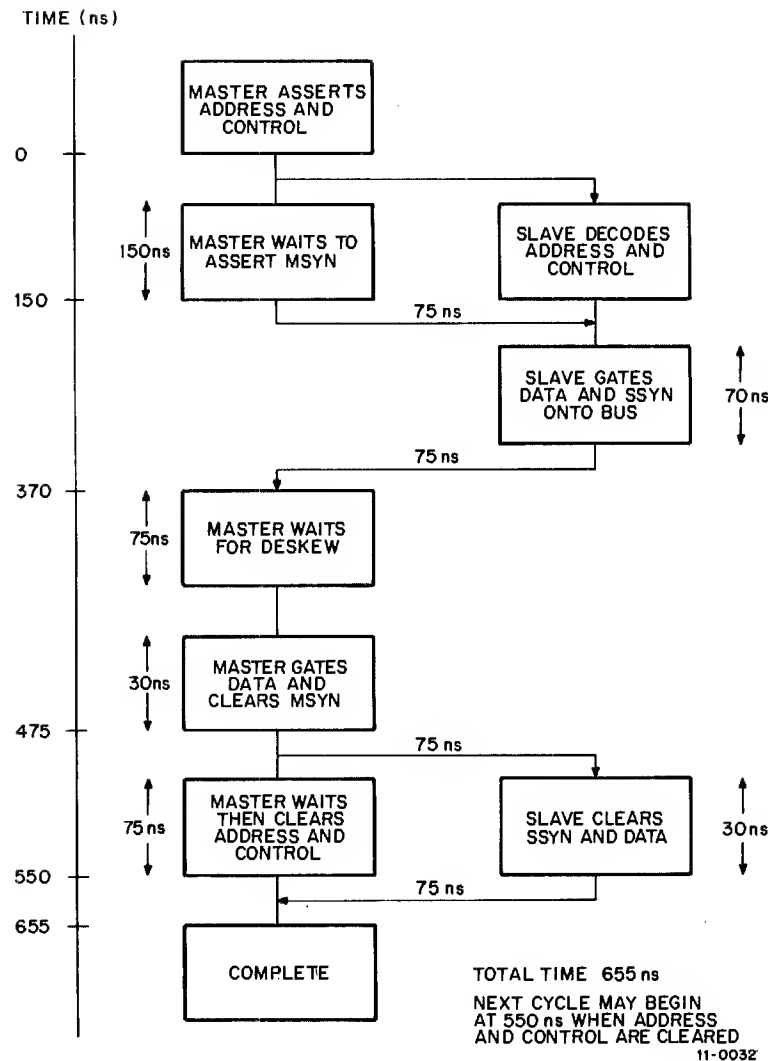 TIME (ns)
MASTER ASSERTS
ADDRESS AND
CONTROL
0
150ns
MASTER WAITS TO
ASSERT MSYN
SLAVE DECODES
ADDRESS AND
CONTROL
150
75 ns
SLAVE GATES
DATA AND SSYN
ONTO BUS
70ns
75 ns
370
75ns
MASTER WAITS
FOR DESKEW
30ns
MASTER GATES
DATA AND
CLEARS MSYN
475
75 ns
75ns
MASTER WAITS
THEN CLEARS
ADDRESS AND
CONTROL
SLAVE CLEARS
SSYN AND DATA
30ns
550
75 ns
655
COMPLETE
TOTAL TIME 655 ns
NEXT CYCLE MAY BEGIN
AT 550 ns WHEN ADDRESS
AND CONTROL ARE CLEARED
11-0032